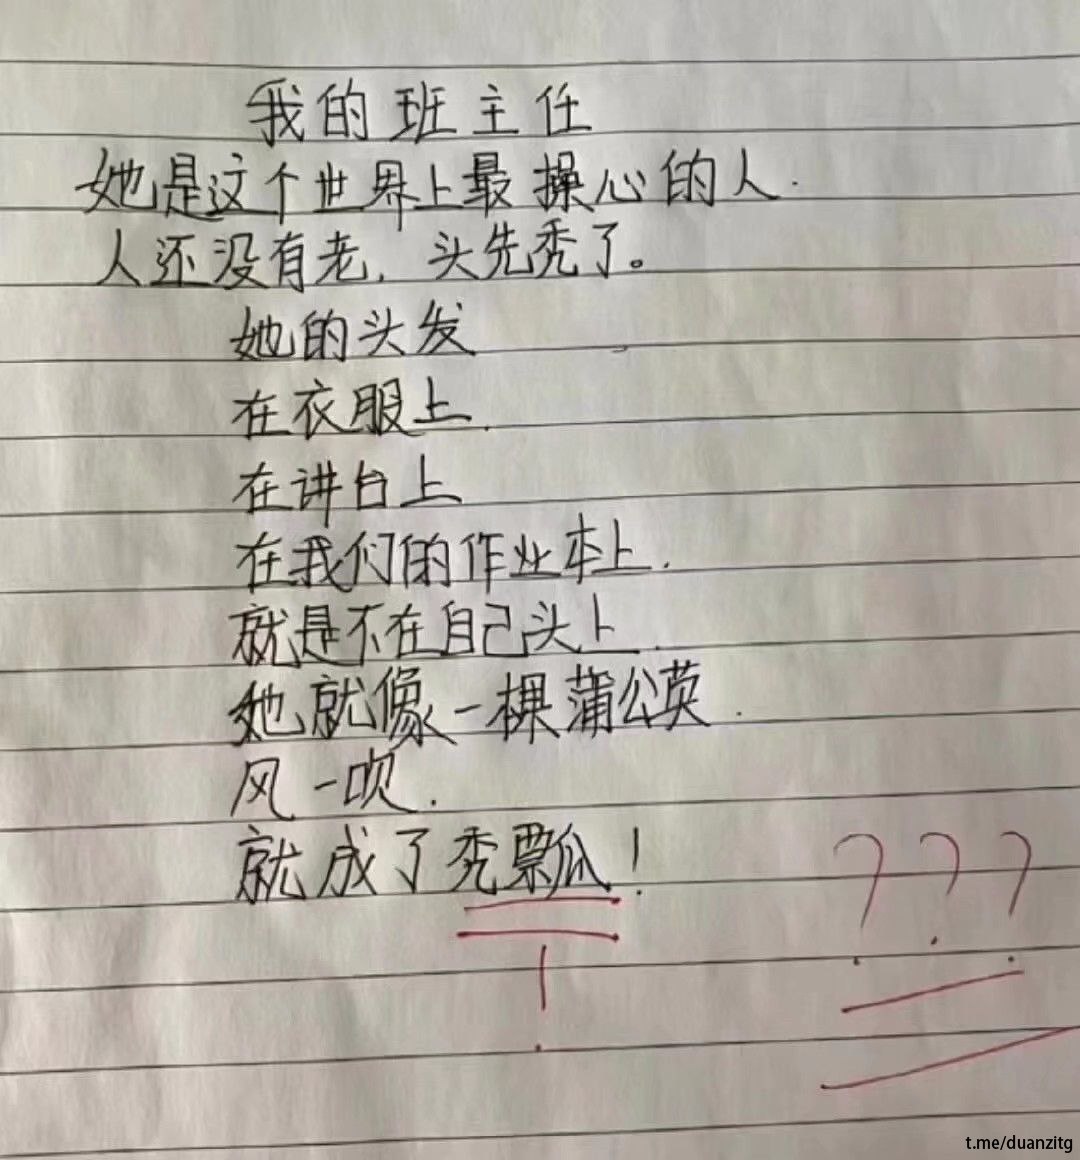 我的班主任
她是这个世界上最操心的人.
人还没有老，头先秃了。
她的头发
在衣服上.
在讲台上
在我们的作业本上.
就是不在自己头上.
她就像一棵蒲公英.
风一吹.
就成了秃瓢！
！
？？？
t.me/duanzitg